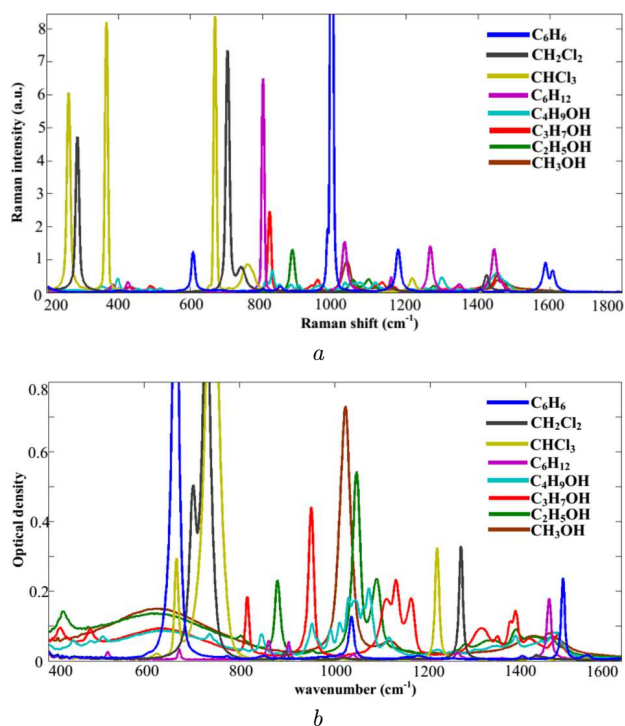 8
7
6
5
4
3
2
1
0
Raman intensity (a.u.)
C6H6
CH2Cl2
CHCl3
C6H12
C4H9OH
C3H7OH
C2H5OH
CH3OH
200 400 600 800 1000 1200 1400 1600 1800
Raman shift (cm-1)
a
0.8
0.6
0.4
0.2
0
Optical density
C6H6
CH2Cl2
CHCl3
C6H12
C4H9OH
C3H7OH
C2H5OH
CH3OH
400 600 800 1000 1200 1400 1600
wavenumber (cm-1)
b